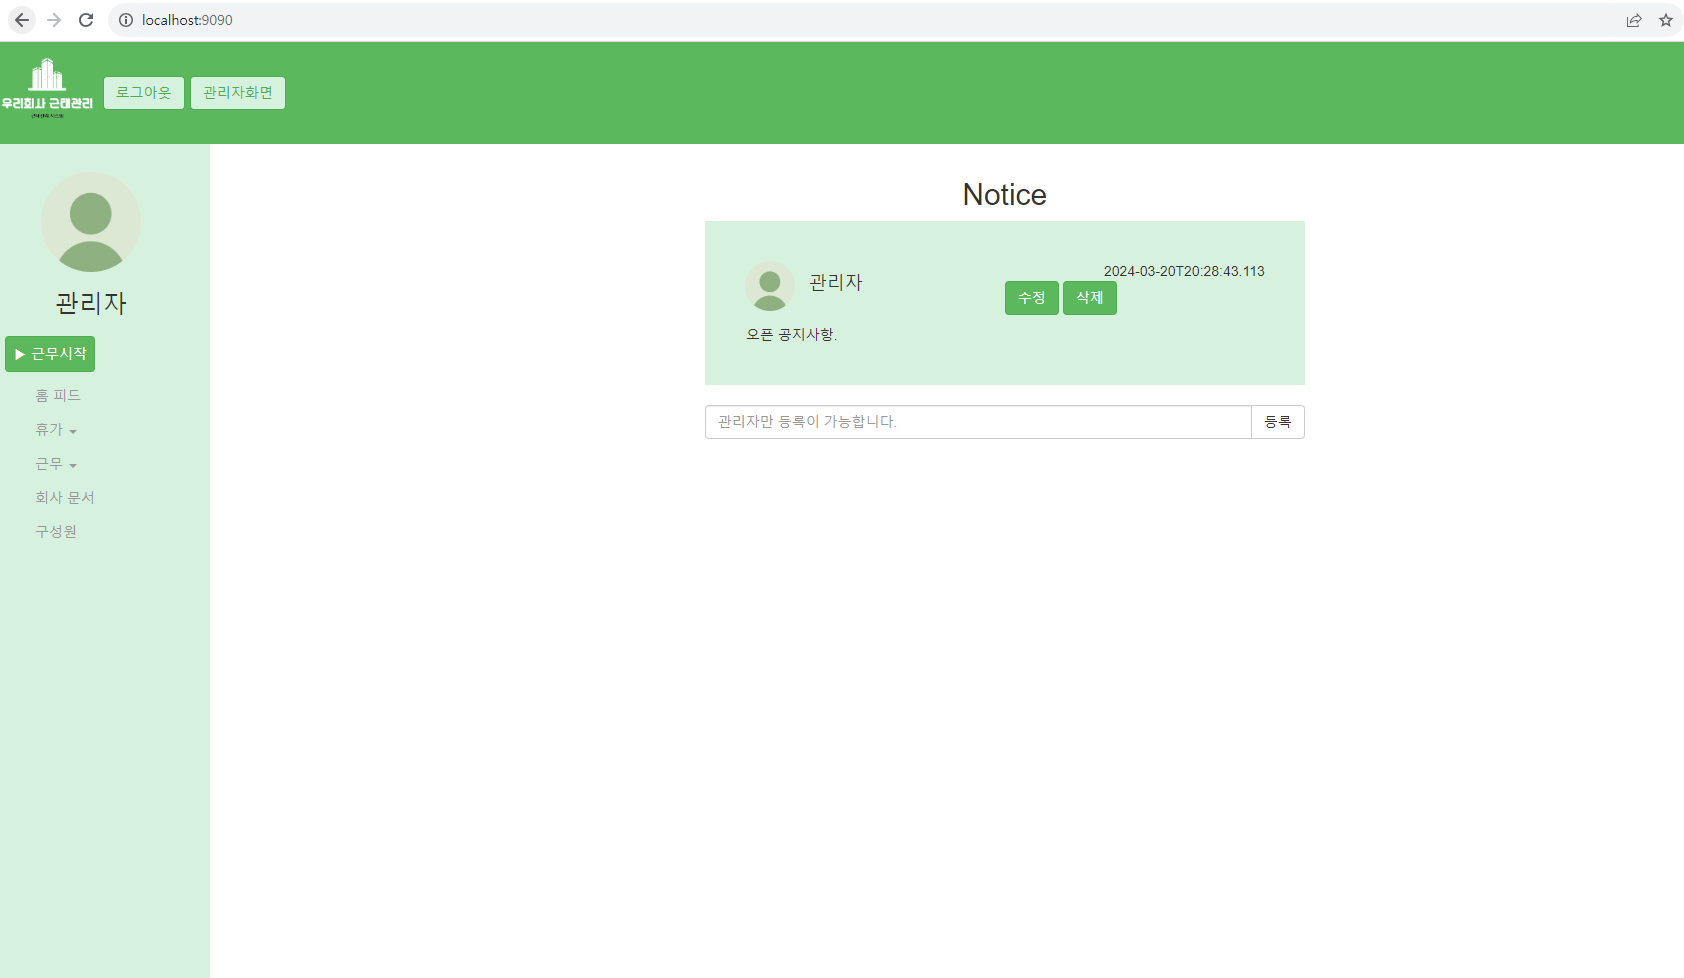 localhost:9090
우리회사 근태관리
로그아웃
관리자화면
관리자
▶ 근무시작
홈 피드
휴가
근무
회사 문서
구성원
Notice
관리자
2024-03-20T20:28:43.113
수정
삭제
오픈 공지사항.
관리자만 등록이 가능합니다.
등록